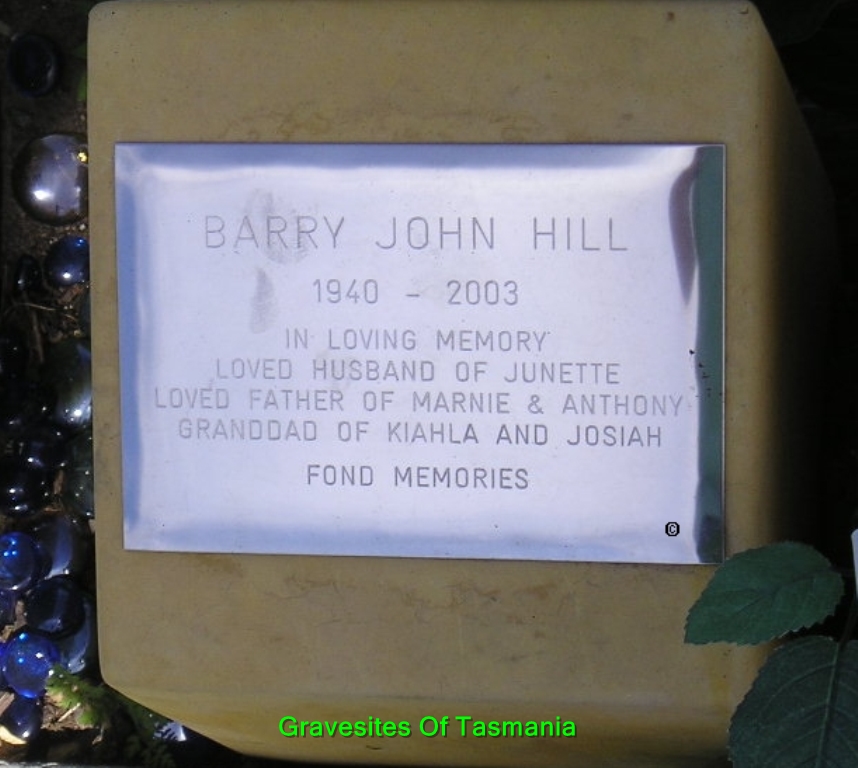 BARRY JOHN HILL
1940 - 2003
IN LOVING MEMORY
LOVED HUSBAND OF JUNETTE
LOVED FATHER OF MARNIE & ANTHONY
GRANDDAD OF KIAHLA AND JOSIAH
FOND MEMORIES
©
Gravesites Of Tasmania